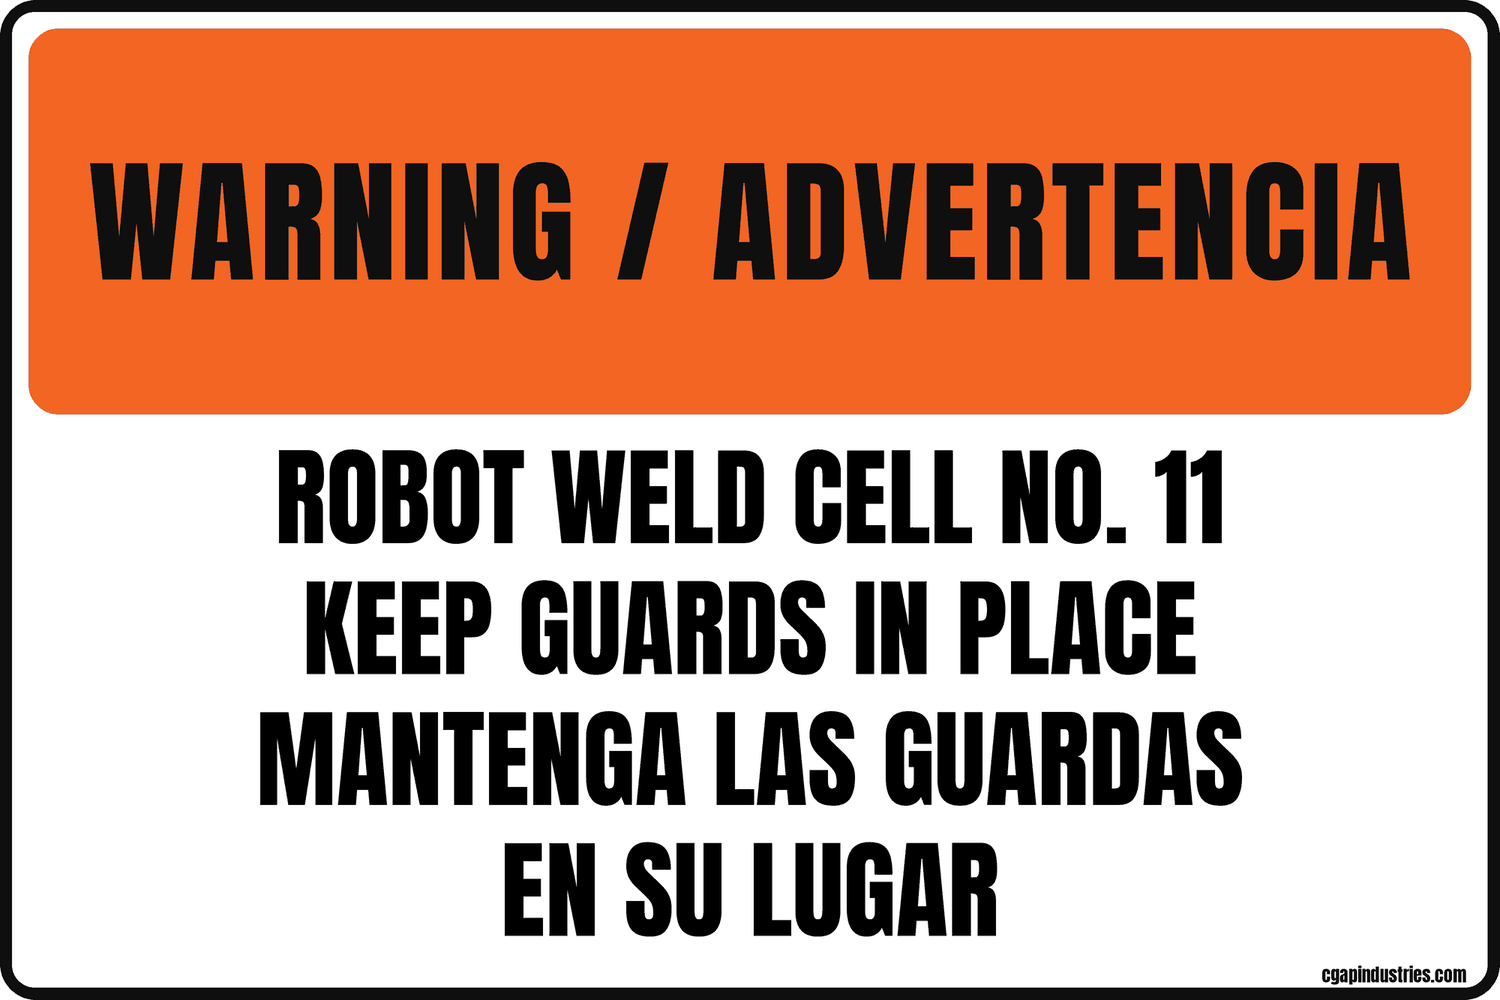 WARNING / ADVERTENCIA
ROBOT WELD CELL NO. 11
KEEP GUARDS IN PLACE
MANTENGA LAS GUARDAS
EN SU LUGAR
cgapindustries.com